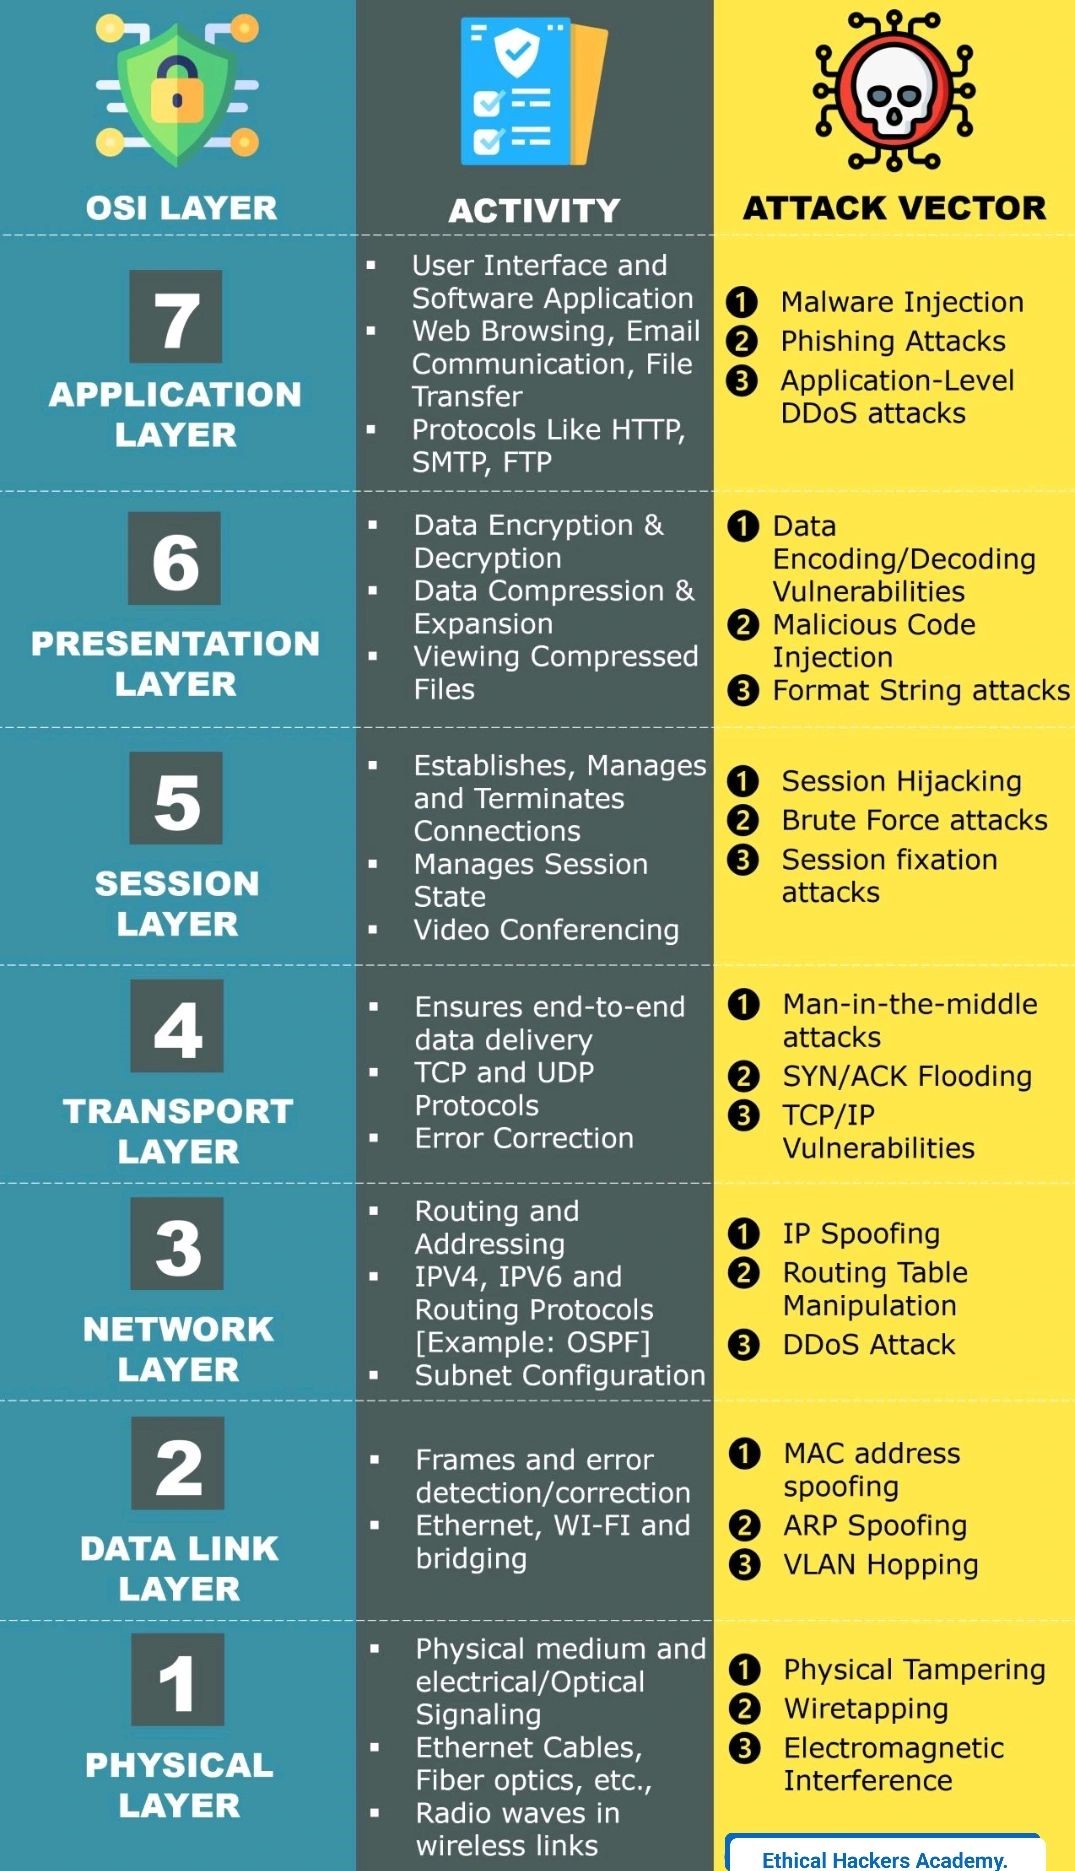 OSI LAYER
ACTIVITY
ATTACK VECTOR
7
APPLICATION
LAYER
▪ User Interface and
Software Application
▪ Web Browsing, Email
Communication, File
Transfer
▪ Protocols Like HTTP,
SMTP, FTP
1 Malware Injection
2 Phishing Attacks
3 Application-Level
DDoS attacks
6
PRESENTATION
LAYER
▪ Data Encryption &
Decryption
▪ Data Compression &
Expansion
▪ Viewing Compressed
Files
1 Data
Encoding/Decoding
Vulnerabilities
2 Malicious Code
Injection
3 Format String attacks
5
SESSION
LAYER
▪ Establishes, Manages
and Terminates
Connections
▪ Manages Session
State
▪ Video Conferencing
1 Session Hijacking
2 Brute Force attacks
3 Session fixation
attacks
4
TRANSPORT
LAYER
▪ Ensures end-to-end
data delivery
▪ TCP and UDP
Protocols
▪ Error Correction
1 Man-in-the-middle
attacks
2 SYN/ACK Flooding
3 TCP/IP
Vulnerabilities
3
NETWORK
LAYER
▪ Routing and
Addressing
▪ IPV4, IPV6 and
Routing Protocols
[Example: OSPF]
▪ Subnet Configuration
1 IP Spoofing
2 Routing Table
Manipulation
3 DDoS Attack
2
DATA LINK
LAYER
▪ Frames and error
detection/correction
▪ Ethernet, WI-FI and
bridging
1 MAC address
spoofing
2 ARP Spoofing
3 VLAN Hopping
1
PHYSICAL
LAYER
▪ Physical medium and
electrical/Optical
Signaling
▪ Ethernet Cables,
Fiber optics, etc.,
▪ Radio waves in
wireless links
1 Physical Tampering
2 Wiretapping
3 Electromagnetic
Interference
Ethical Hackers Academy.